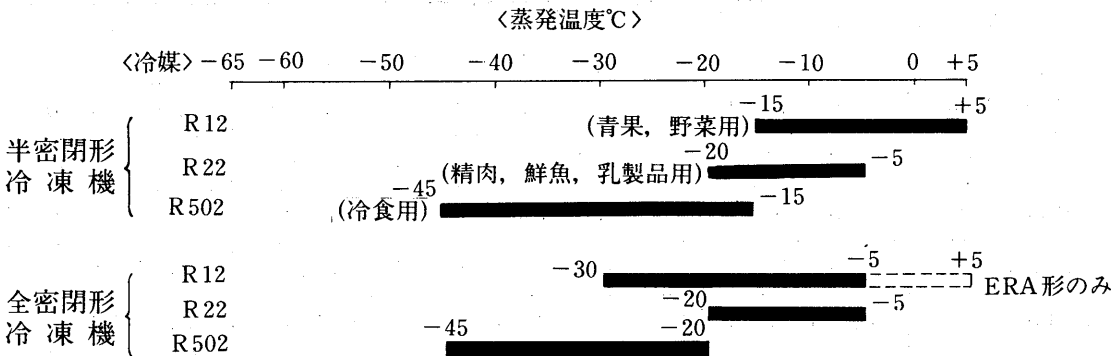 〈蒸発温度℃〉
〈冷媒〉 −65 −60 −50 −40 −30 −20 −10 0 +5
半密閉形
冷凍機
R12 (青果，野菜用) −15 +5
R22 (精肉，鮮魚，乳製品用) −20 −5
R502 (冷食用) −45 −15
全密閉形
冷凍機
R12 −30 −5 +5 ERA形のみ
R22 −20 −5
R502 −45 −20